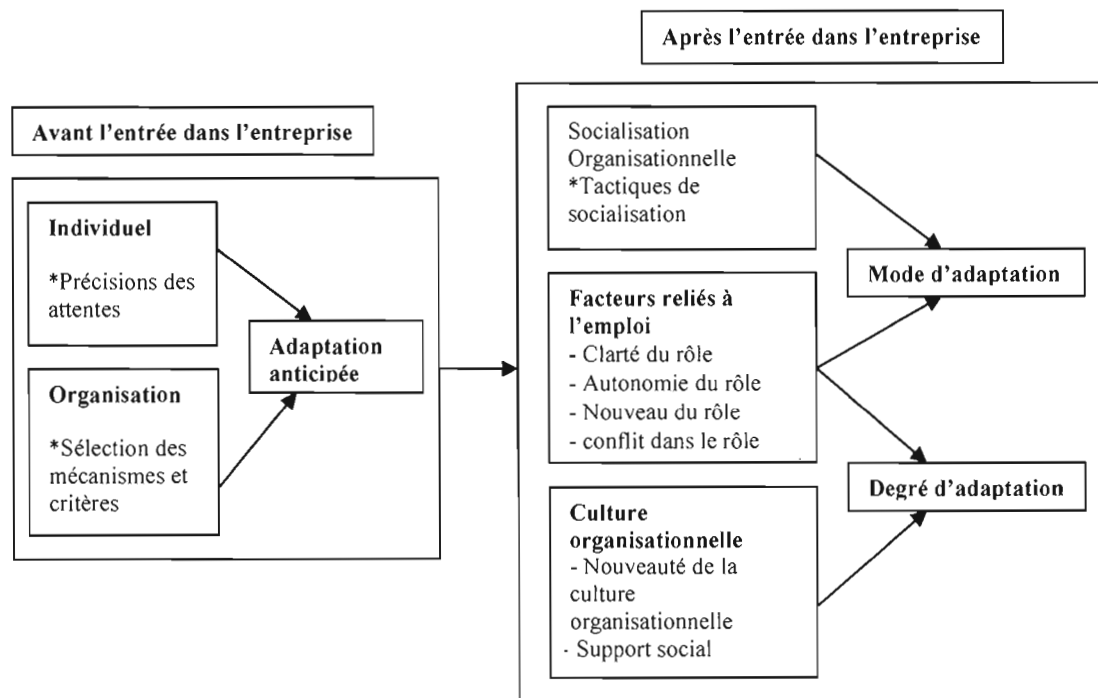 Avant l'entrée dans l'entreprise
Individuel
*Précisions des
attentes
Organisation
*Sélection des
mécanismes et
critères
Adaptation
anticipée
Après l'entrée dans l'entreprise
Socialisation
Organisationnelle
*Tactiques de
socialisation
Facteurs reliés à
l'emploi
- Clarté du rôle
- Autonomie du rôle
- Nouveau du rôle
- conflit dans le rôle
Culture
organisationnelle
- Nouveauté de la
culture
organisationnelle
- Support social
Mode d'adaptation
Degré d'adaptation